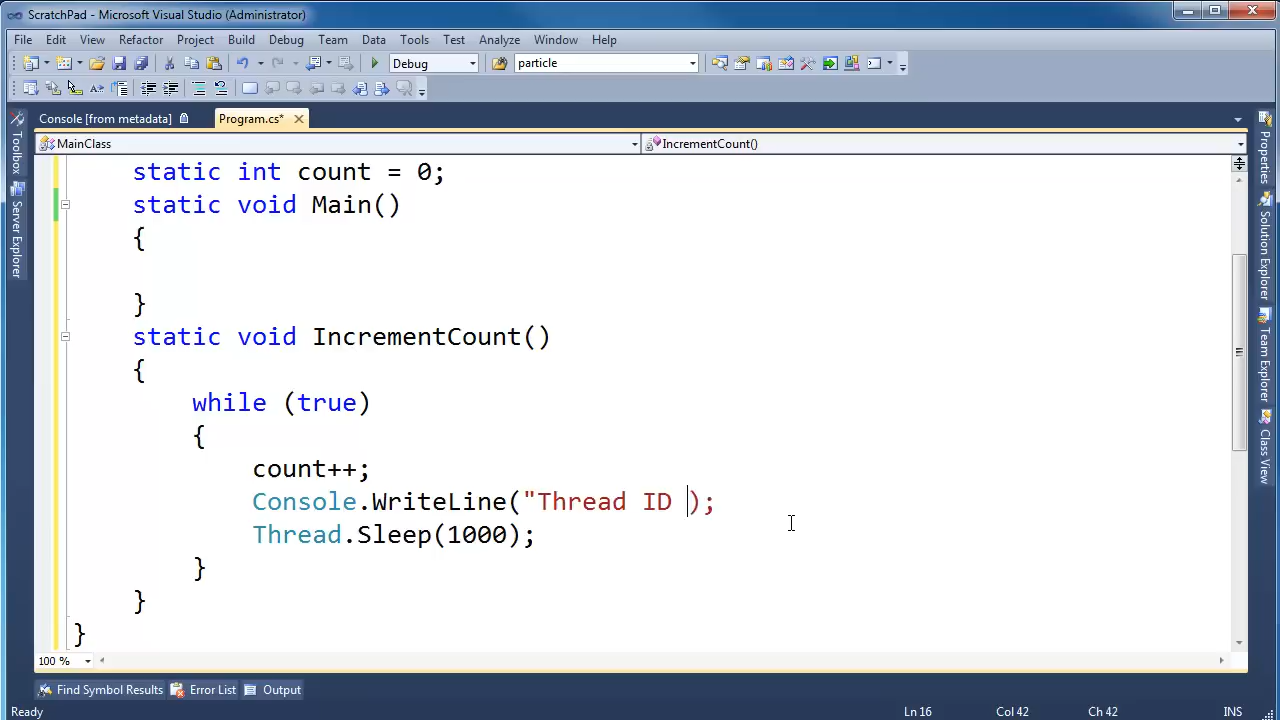 ScratchPad - Microsoft Visual Studio (Administrator)
File Edit View Refactor Project Build Debug Team Data Tools Test Analyze Window Help
Debug particle
Console [from metadata] Program.cs*
MainClass IncrementCount()
static int count = 0;
static void Main()
{
}
static void IncrementCount()
{
while (true)
{
count++;
Console.WriteLine("Thread ID );
Thread.Sleep(1000);
}
}
}
100 %
Find Symbol Results Error List Output
Ready Ln 16 Col 42 Ch 42 INS
Toolbox
Server Explorer
Properties
Solution Explorer
Team Explorer
Class View